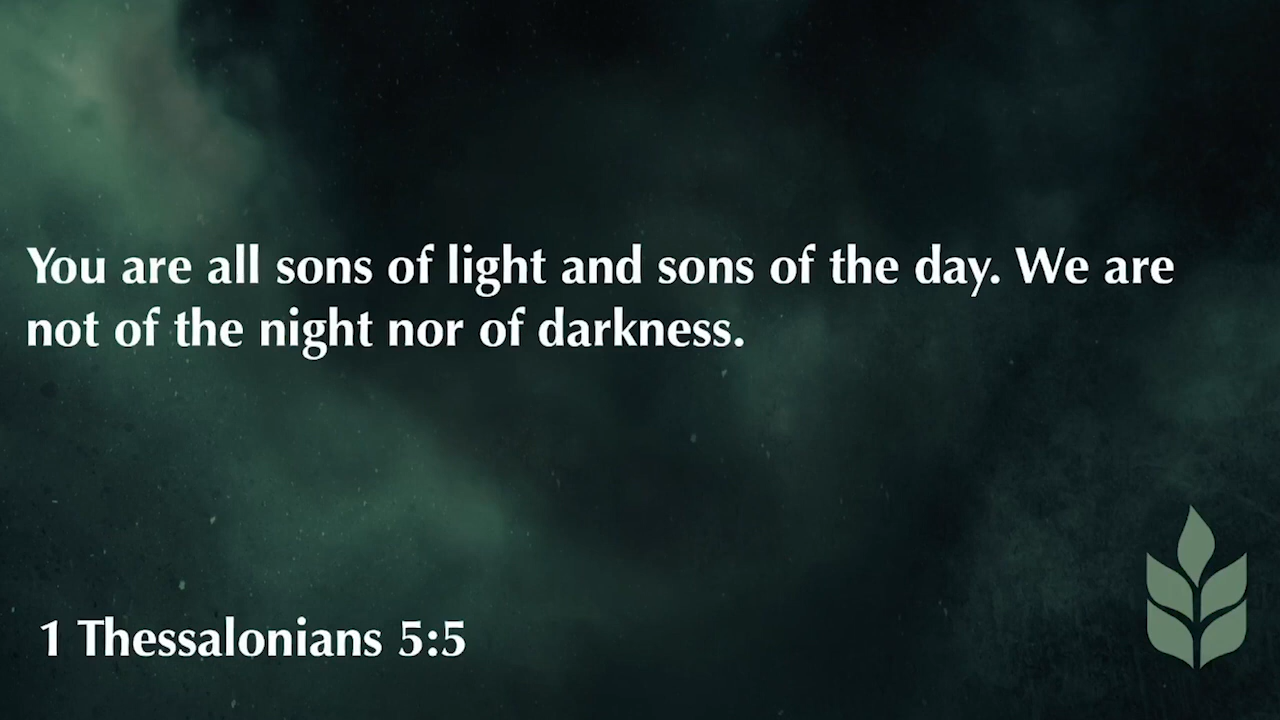 You are all sons of light and sons of the day. We are
not of the night nor of darkness.
1 Thessalonians 5:5